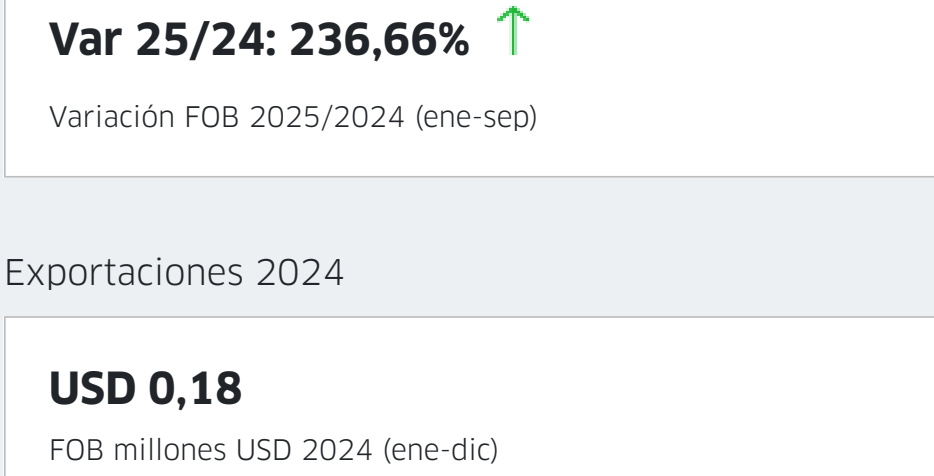 Var 25/24: 236,66%
Variación FOB 2025/2024 (ene-sep)
Exportaciones 2024
USD 0,18
FOB millones USD 2024 (ene-dic)